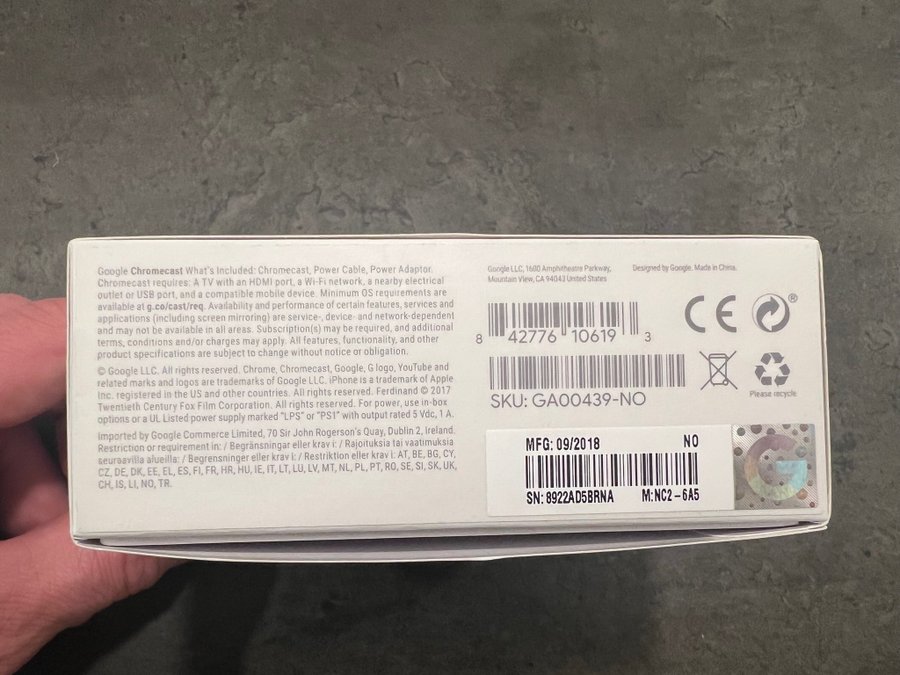 Google Chromecast What's Included: Chromecast, Power Cable, Power Adaptor.
Chromecast requires: A TV with an HDMI port, a Wi-Fi network, a nearby electrical
outlet or USB port, and a compatible mobile device. Minimum OS requirements are
available at g.co/cast/req. Availability and performance of certain features, services and
applications (including screen mirroring) are service-, device- and network-dependent
and may not be available in all areas. Subscription(s) may be required, and additional
terms, conditions and/or charges may apply. All features, functionality, and other
product specifications are subject to change without notice or obligation.
© Google LLC. All rights reserved. Chrome, Chromecast, Google, G logo, YouTube and
related marks and logos are trademarks of Google LLC. iPhone is a trademark of Apple
Inc. registered in the US and other countries. All rights reserved. Ferdinand © 2017
Twentieth Century Fox Film Corporation. All rights reserved. For power, use in-box
options or a UL Listed power supply marked "LPS" or "PS1" with output rated 5 Vdc, 1 A.
Imported by Google Commerce Limited, 70 Sir John Rogerson's Quay, Dublin 2, Ireland.
Restriction or requirement in: / Begränsningar eller krav i: / Rajoituksia tai vaatimuksia
seuraavilla alueilla: / Begrensninger eller krav i: / Restriktion eller krav i: AT, BE, BG, CY,
CZ, DE, DK, EE, EL, ES, FI, FR, HR, HU, IE, IT, LT, LU, LV, MT, NL, PL, PT, RO, SE, SI, SK, UK,
CH, IS, LI, NO, TR.
Google LLC, 1600 Amphitheatre Parkway,
Mountain View, CA 94043 United States
Designed by Google. Made in China.
8 42776 10619 3
CE
®
SKU: GA00439-NO
Please recycle
MFG: 09/2018 NO
SN: 8922AD5BRNA M:NC2-6A5
G